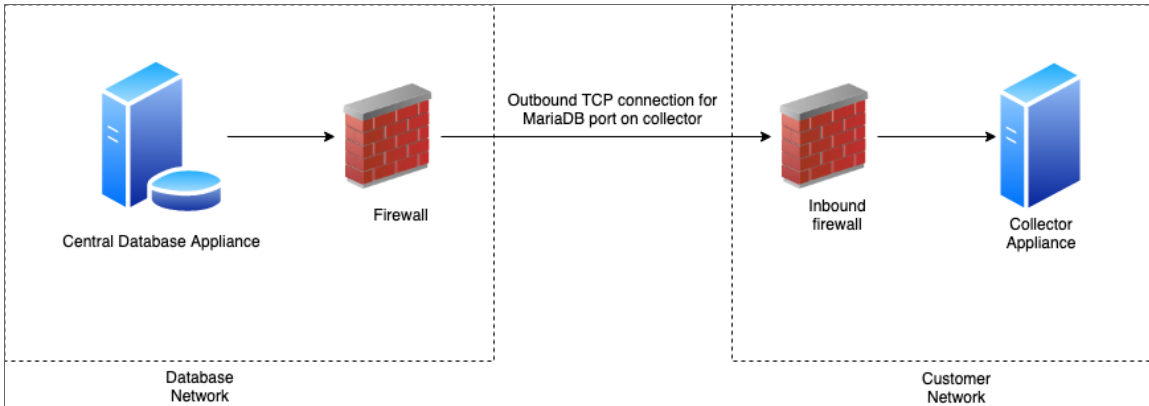 Outbound TCP connection for
MariaDB port on collector
Central Database Appliance
Firewall
Inbound
firewall
Collector
Appliance
Database
Network
Customer
Network